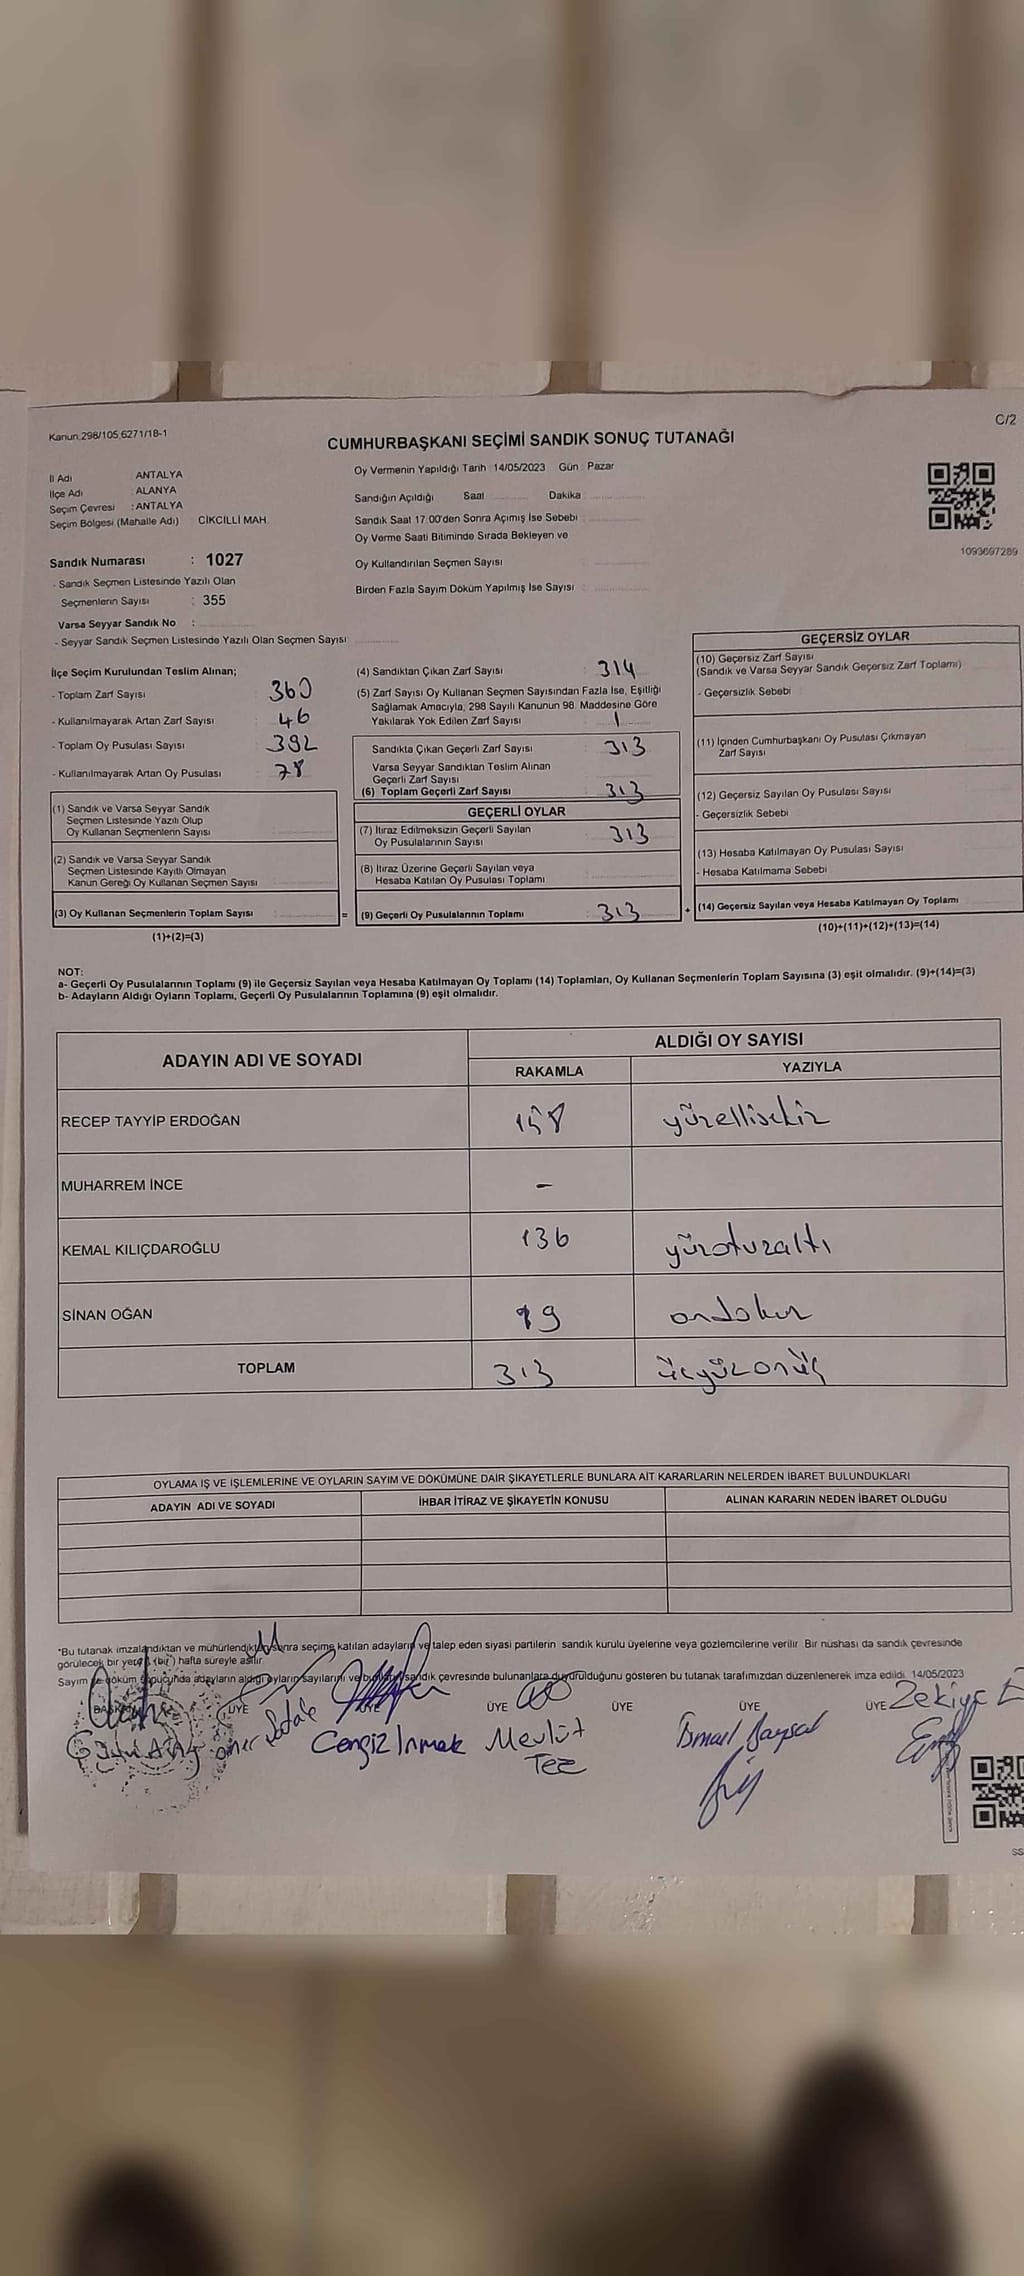 C/2
Kanun:298/105,6271/18-1
CUMHURBAŞKANI SEÇİMİ SANDIK SONUÇ TUTANAĞI
İl Adı : ANTALYA
İlçe Adı : ALANYA
Seçim Çevresi : ANTALYA
Seçim Bölgesi (Mahalle Adı) CİKCİLLİ MAH.
Sandık Numarası : 1027
- Sandık Seçmen Listesinde Yazılı Olan
Seçmenlerin Sayısı : 355
Varsa Seyyar Sandık No :
- Seyyar Sandık Seçmen Listesinde Yazılı Olan Seçmen Sayısı
Oy Vermenin Yapıldığı Tarih 14/05/2023 Gün : Pazar
Sandığın Açıldığı Saat Dakika
Sandık Saat 17:00'den Sonra Açımış İse Sebebi :
Oy Verme Saati Bitiminde Sırada Bekleyen ve
Oy Kullandırılan Seçmen Sayısı
Birden Fazla Sayım Döküm Yapılmış İse Sayısı :
1093697289
İlçe Seçim Kurulundan Teslim Alınan;
- Toplam Zarf Sayısı 360
- Kullanılmayarak Artan Zarf Sayısı 46
- Toplam Oy Pusulası Sayısı 392
- Kullanılmayarak Artan Oy Pusulası 78
(1) Sandık ve Varsa Seyyar Sandık
Seçmen Listesinde Yazılı Olup
Oy Kullanan Seçmenlerin Sayısı
(2) Sandık ve Varsa Seyyar Sandık
Seçmen Listesinde Kayıtlı Olmayan
Kanun Gereği Oy Kullanan Seçmen Sayısı
(3) Oy Kullanan Seçmenlerin Toplam Sayısı =
(1)+(2)=(3)
(4) Sandıktan Çıkan Zarf Sayısı : 314
(5) Zarf Sayısı Oy Kullanan Seçmen Sayısından Fazla İse, Eşitliği
Sağlamak Amacıyla, 298 Sayılı Kanunun 98. Maddesine Göre
Yakılarak Yok Edilen Zarf Sayısı : 1
Sandıkta Çıkan Geçerli Zarf Sayısı : 313
Varsa Seyyar Sandıktan Teslim Alınan
Geçerli Zarf Sayısı
(6) Toplam Geçerli Zarf Sayısı : 313
GEÇERLİ OYLAR
(7) İtiraz Edilmeksizin Geçerli Sayılan
Oy Pusulalarının Sayısı : 313
(8) İtiraz Üzerine Geçerli Sayılan veya
Hesaba Katılan Oy Pusulası Toplamı
(9) Geçerli Oy Pusulalarının Toplamı : 313 +
GEÇERSİZ OYLAR
(10) Geçersiz Zarf Sayısı
(Sandık ve Varsa Seyyar Sandık Geçersiz Zarf Toplamı)
- Geçersizlik Sebebi
(11) İçinden Cumhurbaşkanı Oy Pusulası Çıkmayan
Zarf Sayısı
(12) Geçersiz Sayılan Oy Pusulası Sayısı
- Geçersizlik Sebebi
(13) Hesaba Katılmayan Oy Pusulası Sayısı
- Hesaba Katılmama Sebebi
(14) Geçersiz Sayılan veya Hesaba Katılmayan Oy Toplamı
(10)+(11)+(12)+(13)=(14)
NOT:
a- Geçerli Oy Pusulalarının Toplamı (9) ile Geçersiz Sayılan veya Hesaba Katılmayan Oy Toplamı (14) Toplamları, Oy Kullanan Seçmenlerin Toplam Sayısına (3) eşit olmalıdır. (9)+(14)=(3)
b- Adayların Aldığı Oyların Toplamı, Geçerli Oy Pusulalarının Toplamına (9) eşit olmalıdır.
ADAYIN ADI VE SOYADI
ALDIĞI OY SAYISI
RAKAMLA YAZIYLA
RECEP TAYYİP ERDOĞAN 158 yüzellisekiz
MUHARREM İNCE -
KEMAL KILIÇDAROĞLU 136 yüzotuzaltı
SİNAN OĞAN 19 ondokuz
TOPLAM 313 üçyüzonüç
OYLAMA İŞ VE İŞLEMLERİNE VE OYLARIN SAYIM VE DÖKÜMÜNE DAİR ŞİKAYETLERLE BUNLARA AİT KARARLARIN NELERDEN İBARET BULUNDUKLARI
ADAYIN ADI VE SOYADI İHBAR İTİRAZ VE ŞİKAYETİN KONUSU ALINAN KARARIN NEDEN İBARET OLDUĞU
*Bu tutanak imzalandıktan ve mühürlendikten sonra seçime katılan adayların ve talep eden siyasi partilerin sandık kurulu üyelerine veya gözlemcilerine verilir. Bir nüshası da sandık çevresinde
görülecek bir yere (bir) hafta süreyle asılır.
Sayım ve döküm sonucunda adayların aldığı oyların sayılarını ve bunların sandık çevresinde bulunanlara duyurulduğunu gösteren bu tutanak tarafımızdan düzenlenerek imza edildi. 14/05/2023
BAŞKAN ÜYE ÜYE ÜYE ÜYE ÜYE ÜYE Zekiye
Cengiz Irmak Mevlüt
Tez
İsmail Baysal